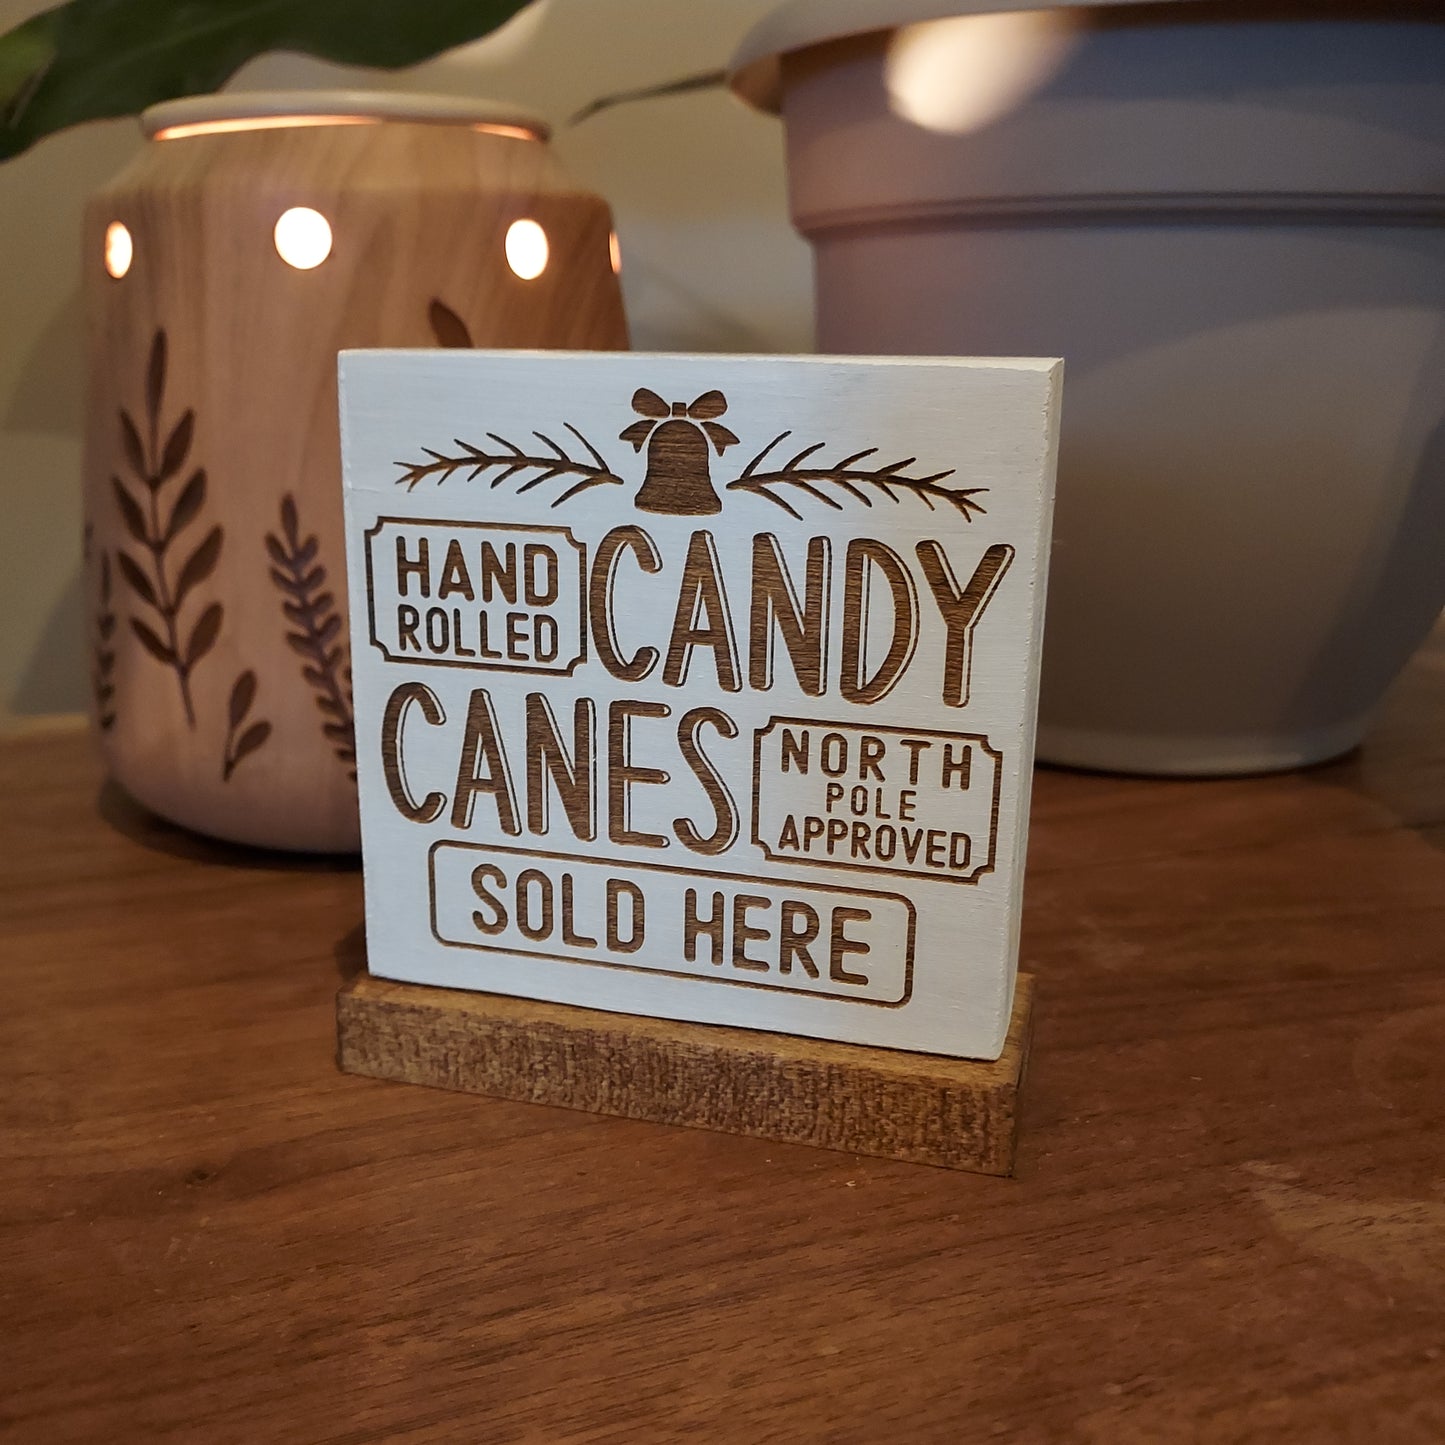 HAND
ROLLED
CANDY
CANES
NORTH
POLE
APPROVED
SOLD HERE